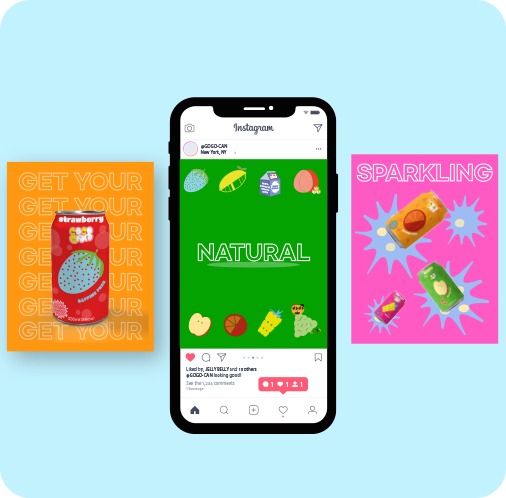 GET YOUR
GET YOUR
GET YOUR
GET YOUR
GET YOUR
GET YOUR
GET YOUR
strawberry
Instagram
@GOGO-CAN
New York, NY
NATURAL
Liked by JELLYBELLY and 10 others
@GOGO-CAN looking good!
See the 1,234 comments
1 1 1
SPARKLING